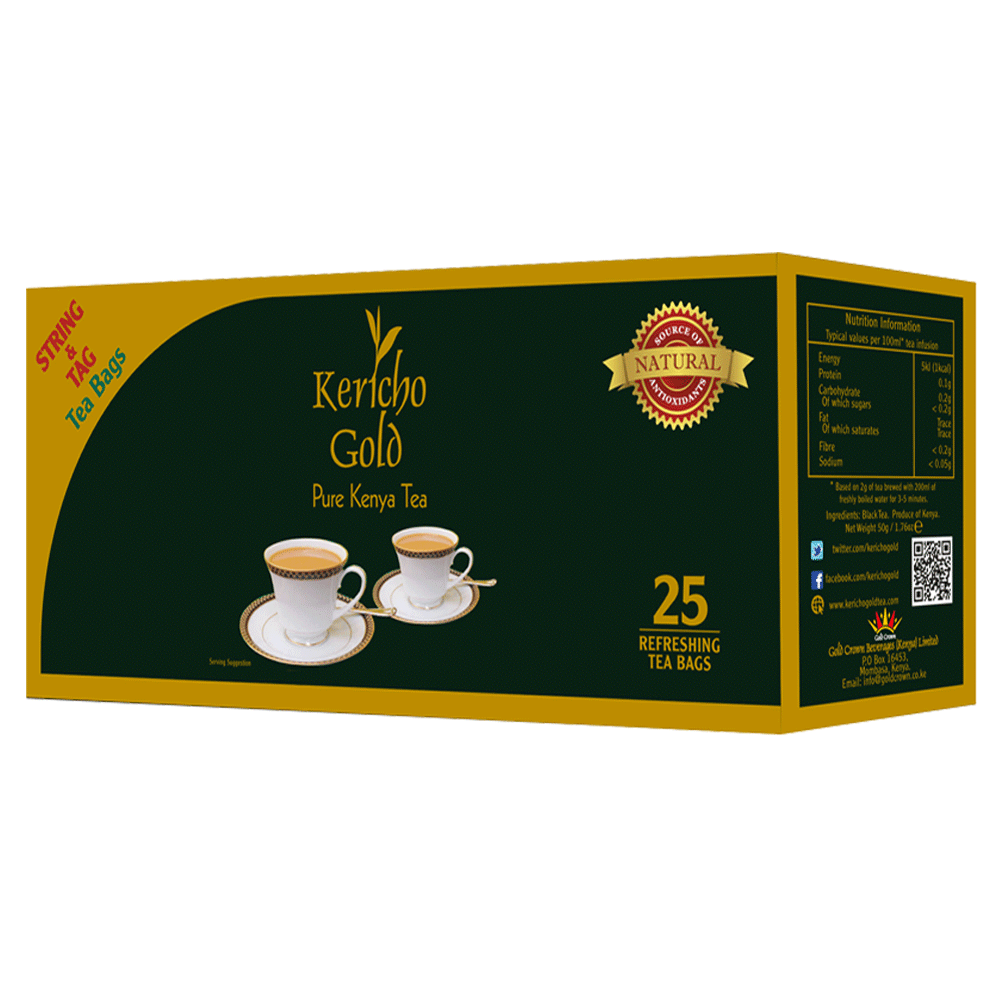 STRING
&
TAG
Tea Bags
Kericho
Gold
Pure Kenya Tea
SOURCE OF
NATURAL
ANTIOXIDANTS
25
REFRESHING
TEA BAGS
Serving Suggestion
Nutrition Information
Typical values per 100ml* tea infusion
Energy 5kl (1kcal)
Protein 0.1g
Carbohydrate 0.2g
Of which sugars < 0.2g
Fat Trace
Of which saturates Trace
Fibre < 0.2g
Sodium < 0.05g
* Based on 2g of tea brewed with 200ml of
freshly boiled water for 3-5 minutes.
Ingredients: Black Tea. Produce of Kenya.
Net Weight 50g / 1.76oz℮
twitter.com/kerichogold
facebook.com/kerichogold
www.kerichogoldtea.com
Gold Crown
Gold Crown Beverages (Kenya) Limited
PO Box 16453,
Mombasa, Kenya.
Email: info@goldcrown.co.ke